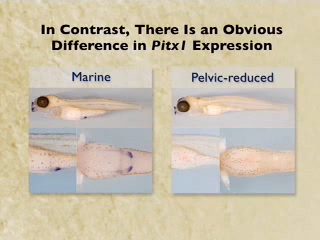 In Contrast, There Is an Obvious
Difference in Pitx1 Expression
Marine
Pelvic-reduced